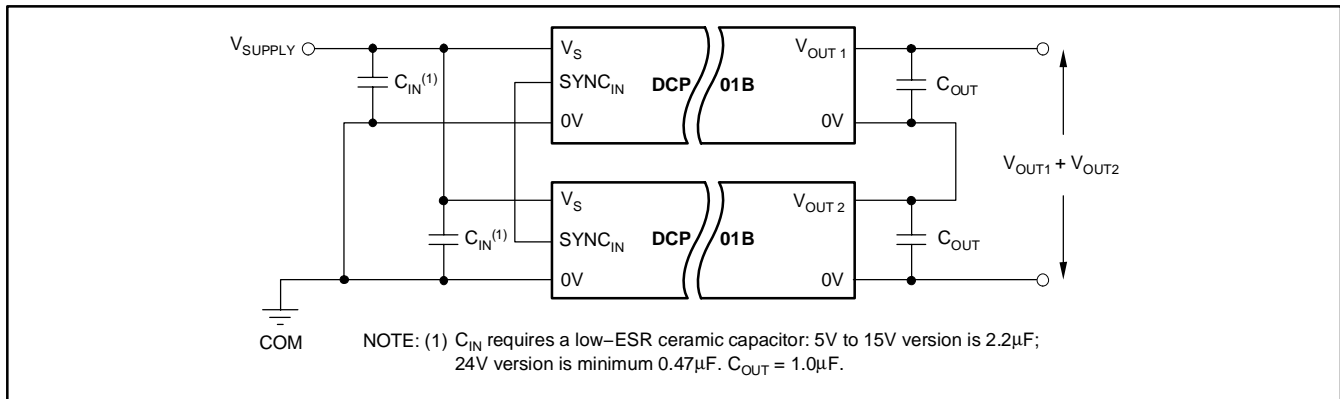 V_SUPPLY
C_IN(1)
V_S
SYNC_IN
0V
DCP 01B
V_OUT 1
0V
C_OUT
V_OUT1 + V_OUT2
C_IN(1)
V_S
SYNC_IN
0V
DCP 01B
V_OUT 2
0V
C_OUT
COM
NOTE: (1) C_IN requires a low−ESR ceramic capacitor: 5V to 15V version is 2.2μF;
24V version is minimum 0.47μF. C_OUT = 1.0μF.